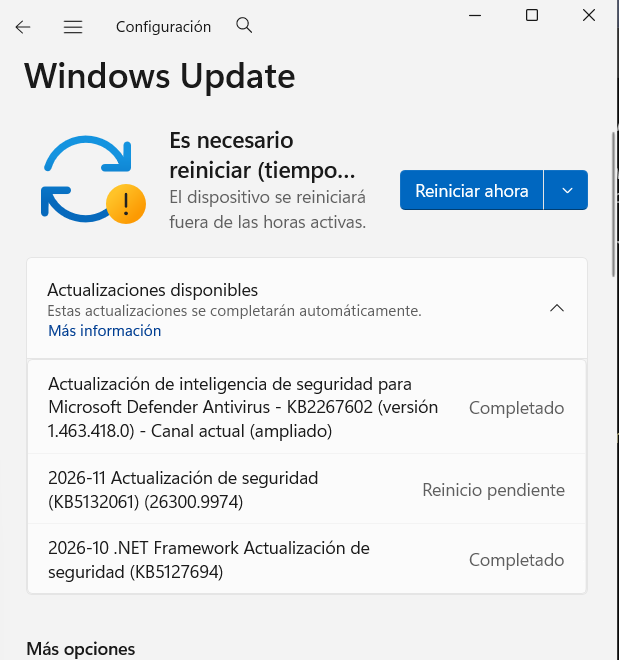 Configuración
Windows Update
Es necesario
reiniciar (tiempo...
El dispositivo se reiniciará
fuera de las horas activas.
Reiniciar ahora
Actualizaciones disponibles
Estas actualizaciones se completarán automáticamente.
Más información
Actualización de inteligencia de seguridad para
Microsoft Defender Antivirus - KB2267602 (versión
1.463.418.0) - Canal actual (ampliado)
Completado
2026-11 Actualización de seguridad
(KB5132061) (26300.9974)
Reinicio pendiente
2026-10 .NET Framework Actualización de
seguridad (KB5127694)
Completado
Más opciones